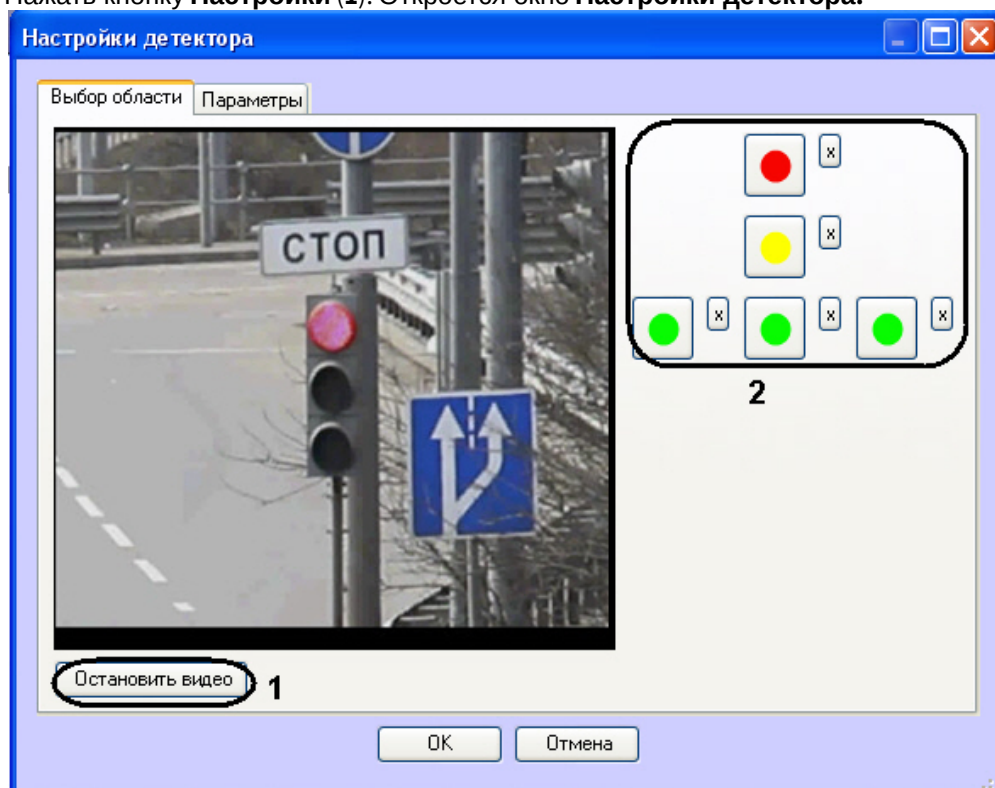 Нажать кнопку Настройки (1). Откроется окно Настройки детектора.
Настройки детектора
Выбор области Параметры
x
СТОП
x
x x x
2
Остановить видео 1
OK Отмена